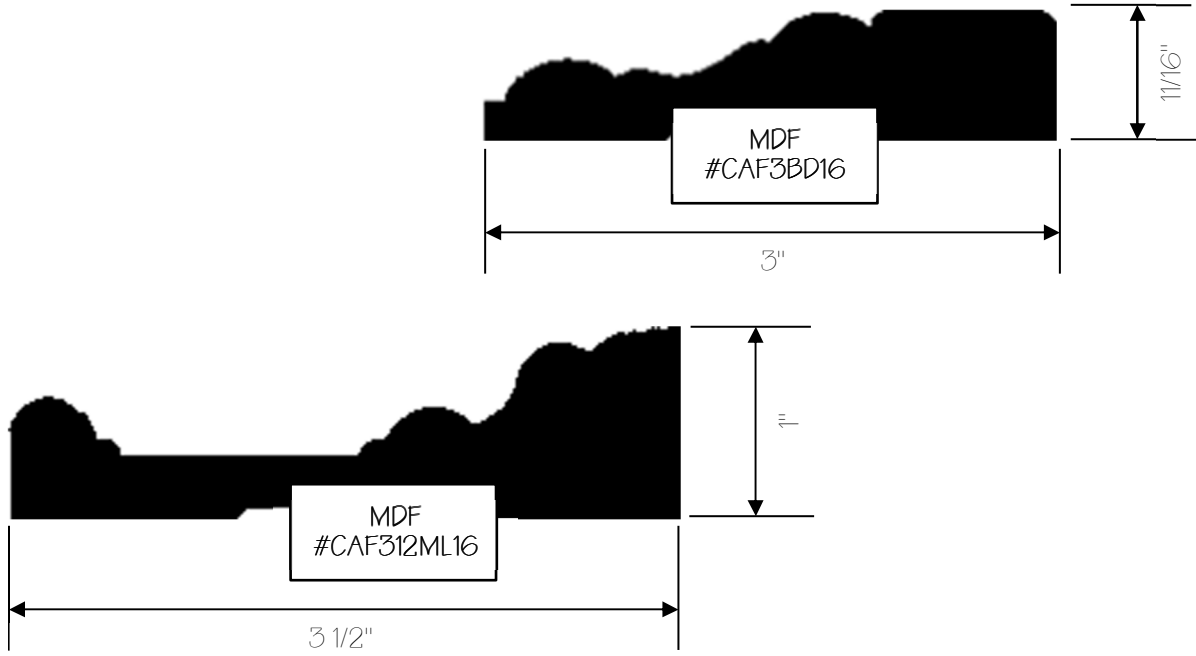 11/16"
MDF
#CAF3BD16
3"
1"
MDF
#CAF312ML16
3 1/2"